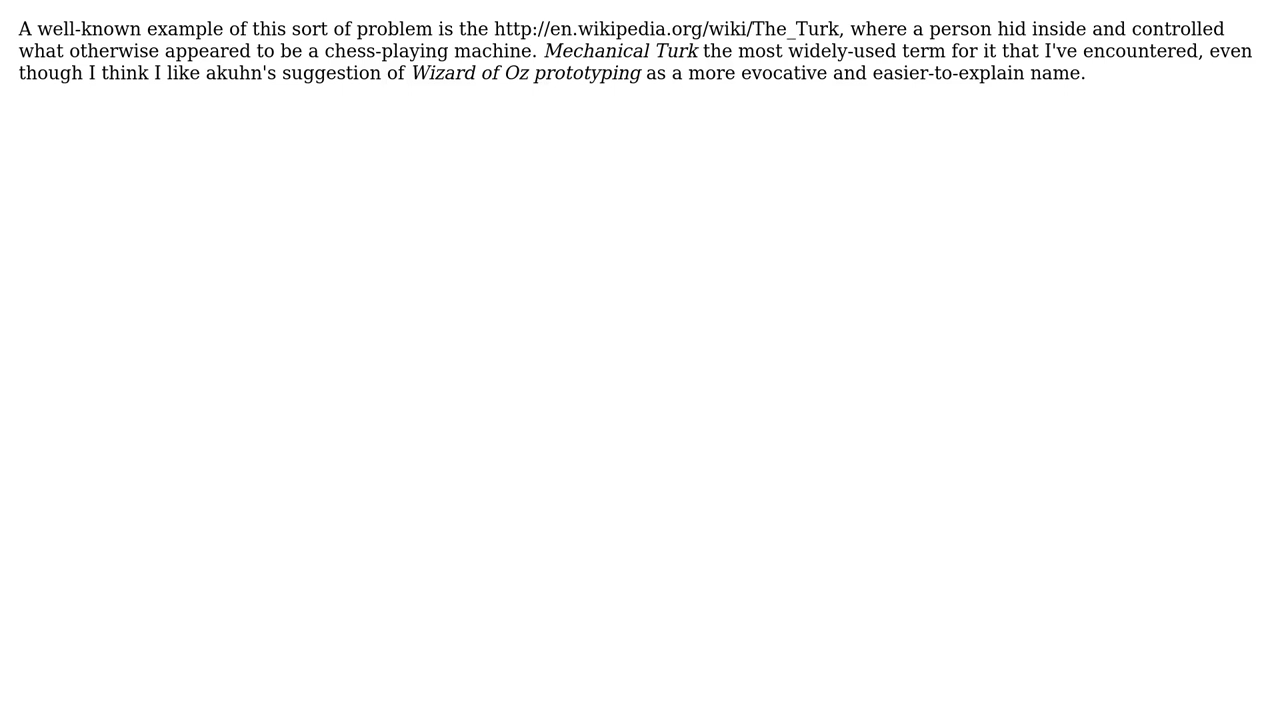 A well-known example of this sort of problem is the http://en.wikipedia.org/wiki/The_Turk, where a person hid inside and controlled
what otherwise appeared to be a chess-playing machine. Mechanical Turk the most widely-used term for it that I've encountered, even
though I think I like akuhn's suggestion of Wizard of Oz prototyping as a more evocative and easier-to-explain name.